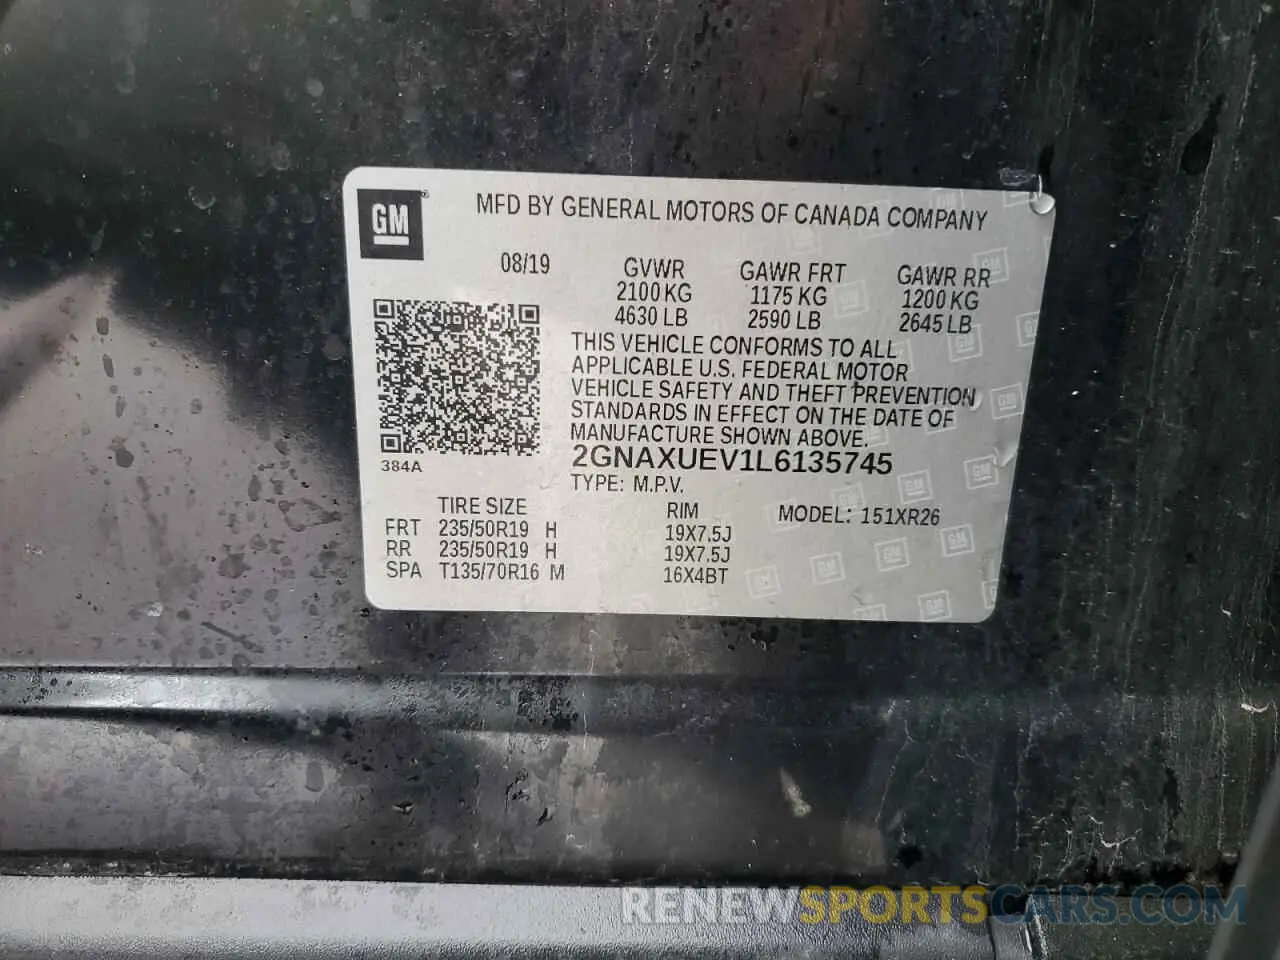 GM
MFD BY GENERAL MOTORS OF CANADA COMPANY
08/19 GVWR GAWR FRT GAWR RR
2100 KG 1175 KG 1200 KG
4630 LB 2590 LB 2645 LB
THIS VEHICLE CONFORMS TO ALL
APPLICABLE U.S. FEDERAL MOTOR
VEHICLE SAFETY AND THEFT PREVENTION
STANDARDS IN EFFECT ON THE DATE OF
MANUFACTURE SHOWN ABOVE.
384A
2GNAXUEV1L6135745
TYPE: M.P.V.
TIRE SIZE RIM MODEL: 151XR26
FRT 235/50R19 H 19X7.5J
RR 235/50R19 H 19X7.5J
SPA T135/70R16 M 16X4BT
RENEWSPORTSCARS.COM